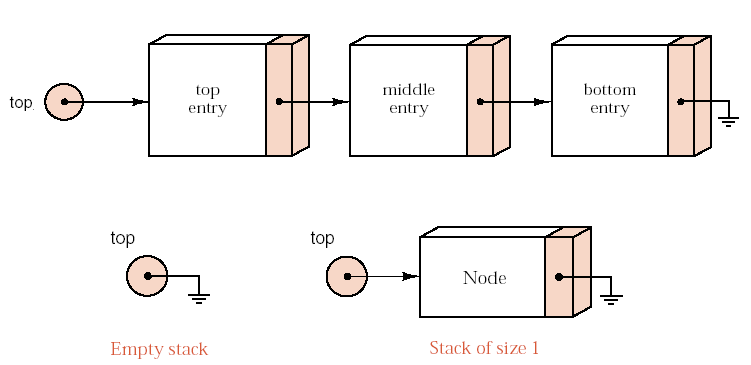 top
top
entry
middle
entry
bottom
entry
top
top
Node
Empty stack
Stack of size 1